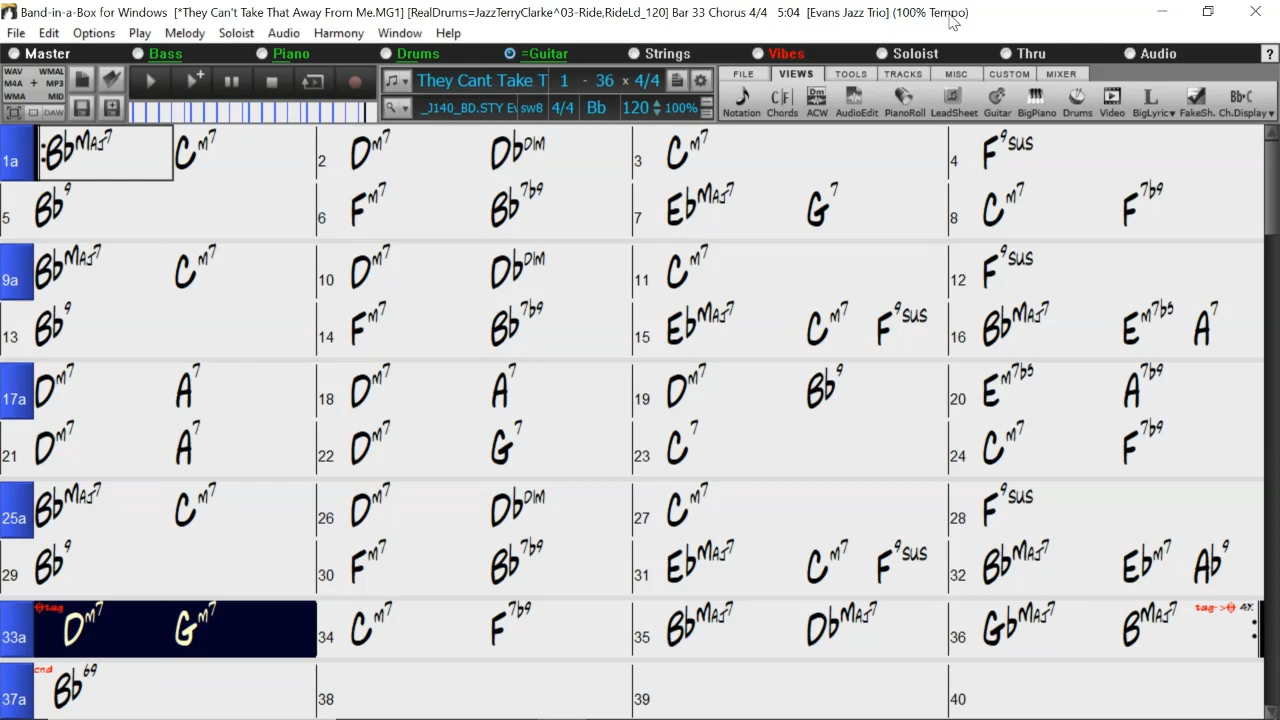 Band-in-a-Box for Windows [*They Can't Take That Away From Me.MG1] [RealDrums=JazzTerryClarke^03-Ride,RideLd_120] Bar 33 Chorus 4/4 5:04 [Evans Jazz Trio] (100% Tempo)
File Edit Options Play Melody Soloist Audio Harmony Window Help
Master Bass Piano Drums =Guitar Strings Vibes Soloist Thru Audio ?
WAV WMAL
M4A + MP3
WMA MID
DAW
They Cant Take T 1 - 36 x 4/4
_J140_BD.STY Ev sw8 4/4 Bb 120 100%
FILE VIEWS TOOLS TRACKS MISC CUSTOM MIXER
C|F| Dm7 L Bb·C
Notation Chords ACW AudioEdit PianoRoll LeadSheet Guitar BigPiano Drums Video BigLyric FakeSh. Ch.Display
1a :BbMAJ7 Cm7 2 Dm7 DbDIM 3 Cm7 4 F9SUS
5 Bb9 6 Fm7 Bb7b9 7 EbMAJ7 G7 8 Cm7 F7b9
9a BbMAJ7 Cm7 10 Dm7 DbDIM 11 Cm7 12 F9SUS
13 Bb9 14 Fm7 Bb7b9 15 EbMAJ7 Cm7 F9SUS 16 BbMAJ7 Em7b5 A7
17a Dm7 A7 18 Dm7 A7 19 Dm7 Bb9 20 Em7b5 A7b9
21 Dm7 A7 22 Dm7 G7 23 C7 24 Cm7 F7b9
25a BbMAJ7 Cm7 26 Dm7 DbDIM 27 Cm7 28 F9SUS
29 Bb9 30 Fm7 Bb7b9 31 EbMAJ7 Cm7 F9SUS 32 BbMAJ7 Ebm7 Ab9
tag tag-> 4X
33a Dm7 Gm7 34 Cm7 F7b9 35 BbMAJ7 DbMAJ7 36 GbMAJ7 BMAJ7 :
end
37a Bb69 38 39 40